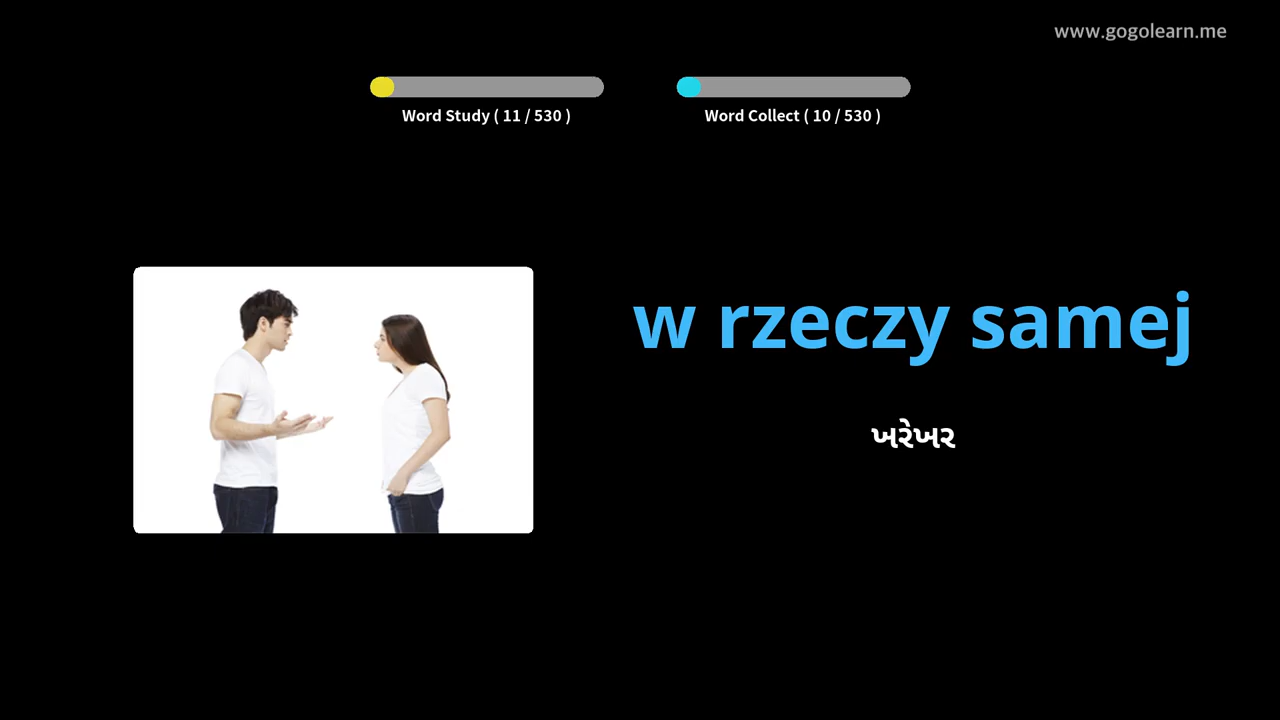 www.gogolearn.me
Word Study ( 11 / 530 )
Word Collect ( 10 / 530 )
w rzeczy samej
ખરેખર